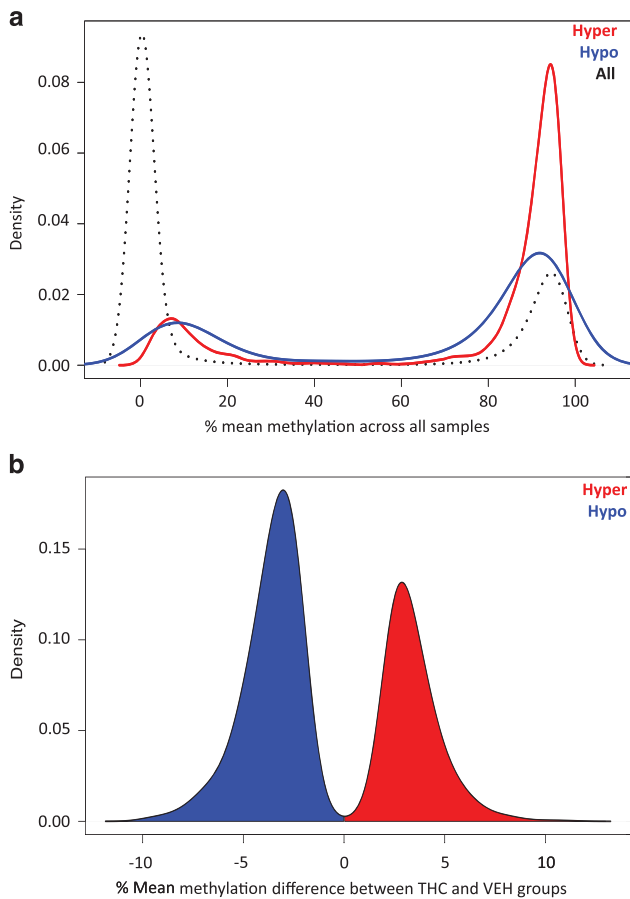 a
Hyper
Hypo
All
0.08
0.06
0.04
0.02
0.00
Density
0 20 40 60 80 100
% mean methylation across all samples
b
Hyper
Hypo
0.15
0.10
0.05
0.00
Density
-10 -5 0 5 10
% Mean methylation difference between THC and VEH groups